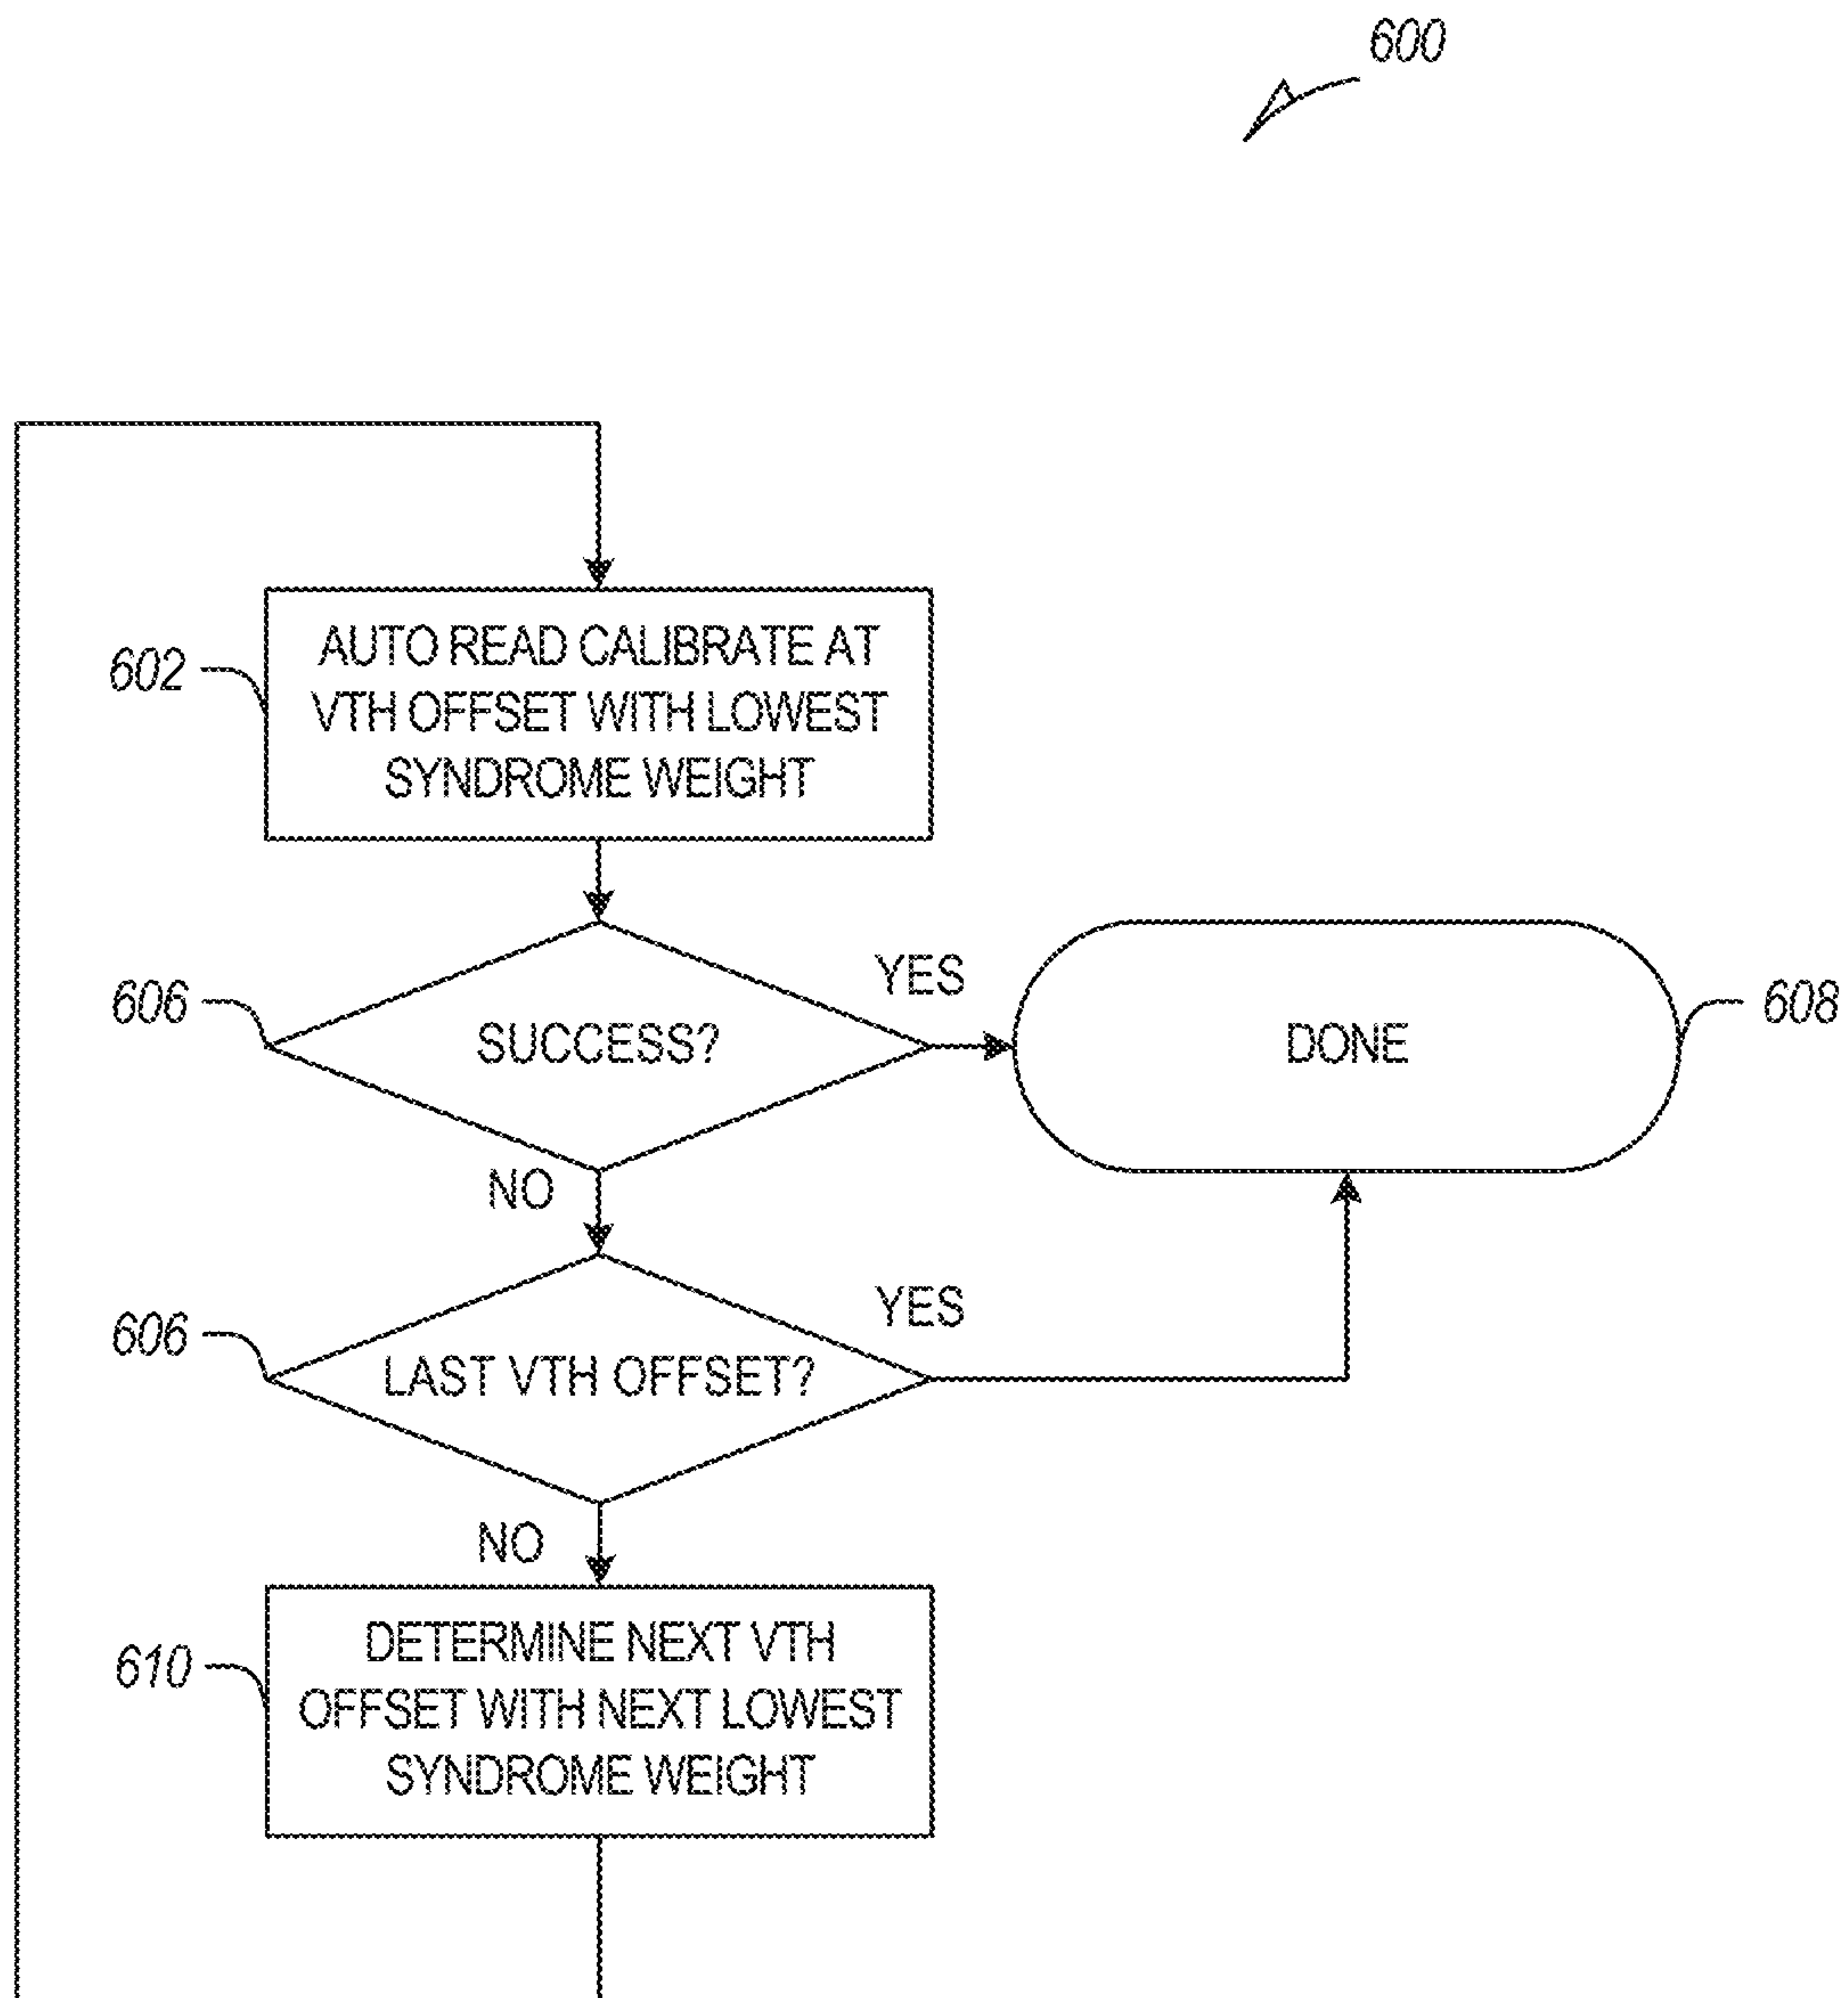 600
602
AUTO READ CALIBRATE AT
VTH OFFSET WITH LOWEST
SYNDROME WEIGHT
606
SUCCESS?
YES
DONE
608
NO
606
LAST VTH OFFSET?
YES
NO
610
DETERMINE NEXT VTH
OFFSET WITH NEXT LOWEST
SYNDROME WEIGHT